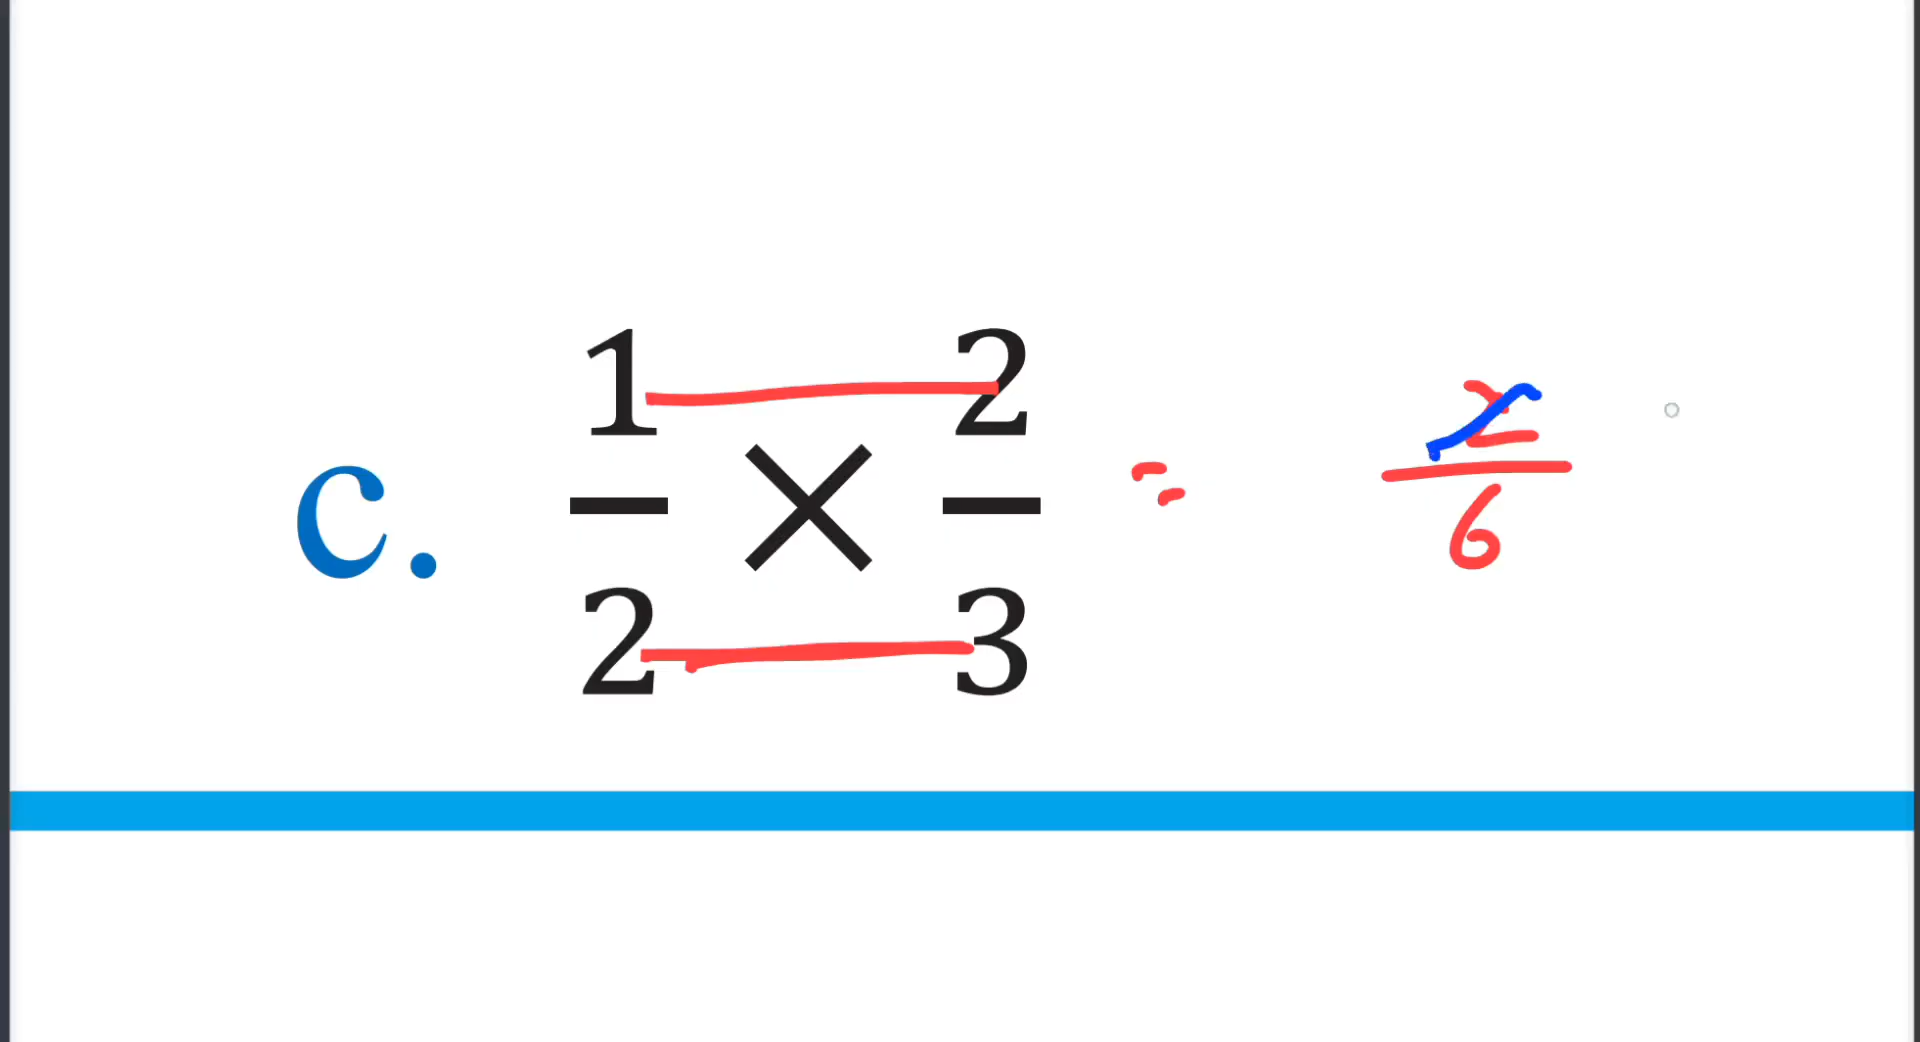 c. 1/2 × 2/3 = 2/6